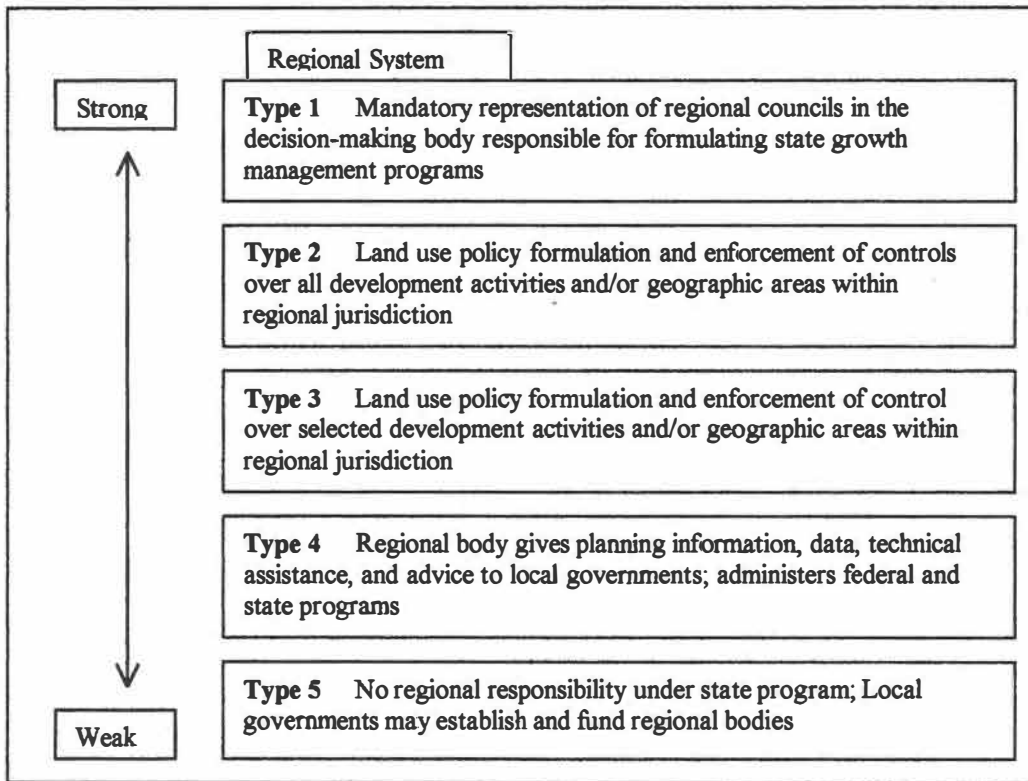 Regional System
Strong
Type 1 Mandatory representation of regional councils in the
decision-making body responsible for formulating state growth
management programs
Type 2 Land use policy formulation and enforcement of controls
over all development activities and/or geographic areas within
regional jurisdiction
Type 3 Land use policy formulation and enforcement of control
over selected development activities and/or geographic areas within
regional jurisdiction
Type 4 Regional body gives planning information, data, technical
assistance, and advice to local governments; administers federal and
state programs
Type 5 No regional responsibility under state program; Local
governments may establish and fund regional bodies
Weak